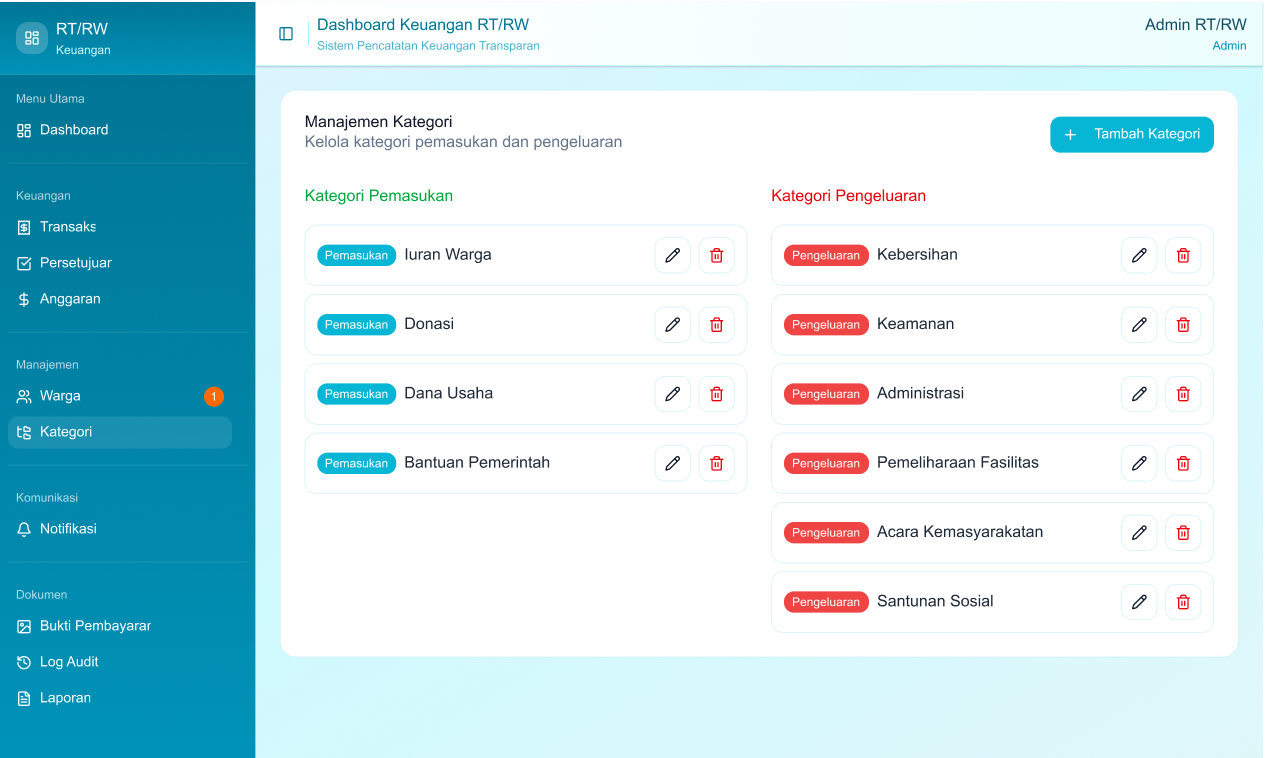 RT/RW
Keuangan
Menu Utama
Dashboard
Keuangan
Transaks
Persetujuar
Anggaran
Manajemen
Warga
1
Kategori
Komunikasi
Notifikasi
Dokumen
Bukti Pembayarar
Log Audit
Laporan
Dashboard Keuangan RT/RW
Sistem Pencatatan Keuangan Transparan
Admin RT/RW
Admin
Manajemen Kategori
Kelola kategori pemasukan dan pengeluaran
+ Tambah Kategori
Kategori Pemasukan
Pemasukan Iuran Warga
Pemasukan Donasi
Pemasukan Dana Usaha
Pemasukan Bantuan Pemerintah
Kategori Pengeluaran
Pengeluaran Kebersihan
Pengeluaran Keamanan
Pengeluaran Administrasi
Pengeluaran Pemeliharaan Fasilitas
Pengeluaran Acara Kemasyarakatan
Pengeluaran Santunan Sosial